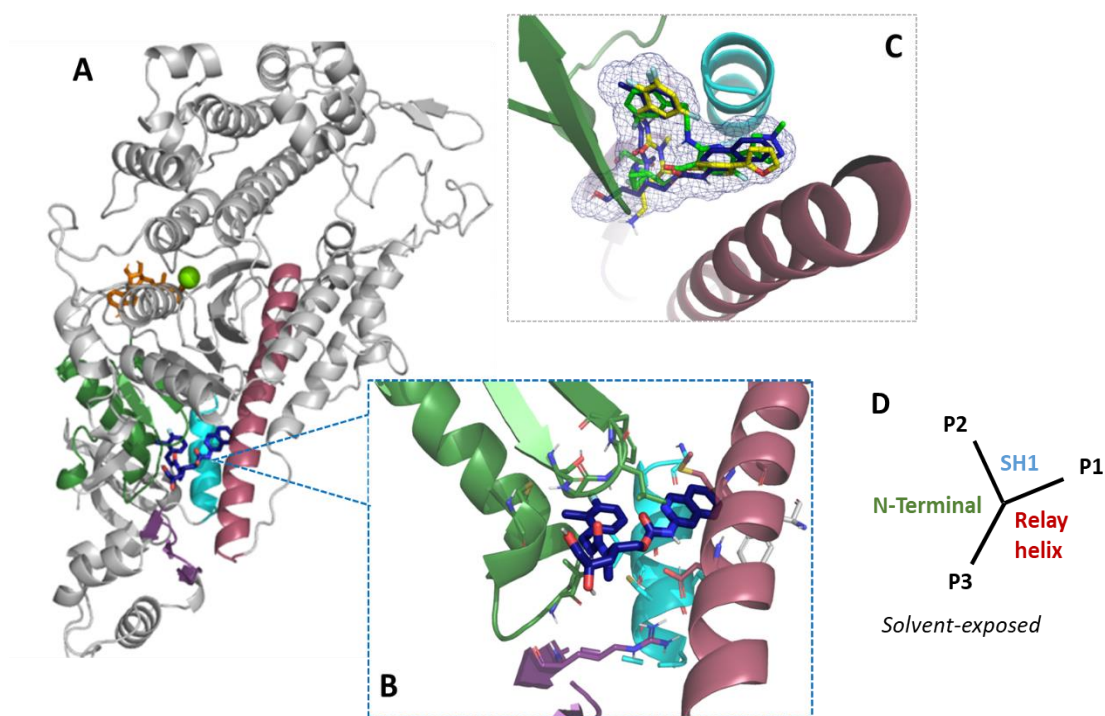 A
C
B
D
P2
SH1
P1
N-Terminal
Relay
helix
P3
Solvent-exposed